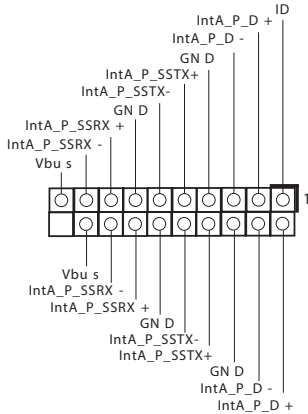 ID
IntA_P_D +
IntA_P_D -
GN D
IntA_P_SSTX+
IntA_P_SSTX-
GN D
IntA_P_SSRX +
IntA_P_SSRX -
Vbu s
1
Vbu s
IntA_P_SSRX -
IntA_P_SSRX +
GN D
IntA_P_SSTX-
IntA_P_SSTX+
GN D
IntA_P_D -
IntA_P_D +